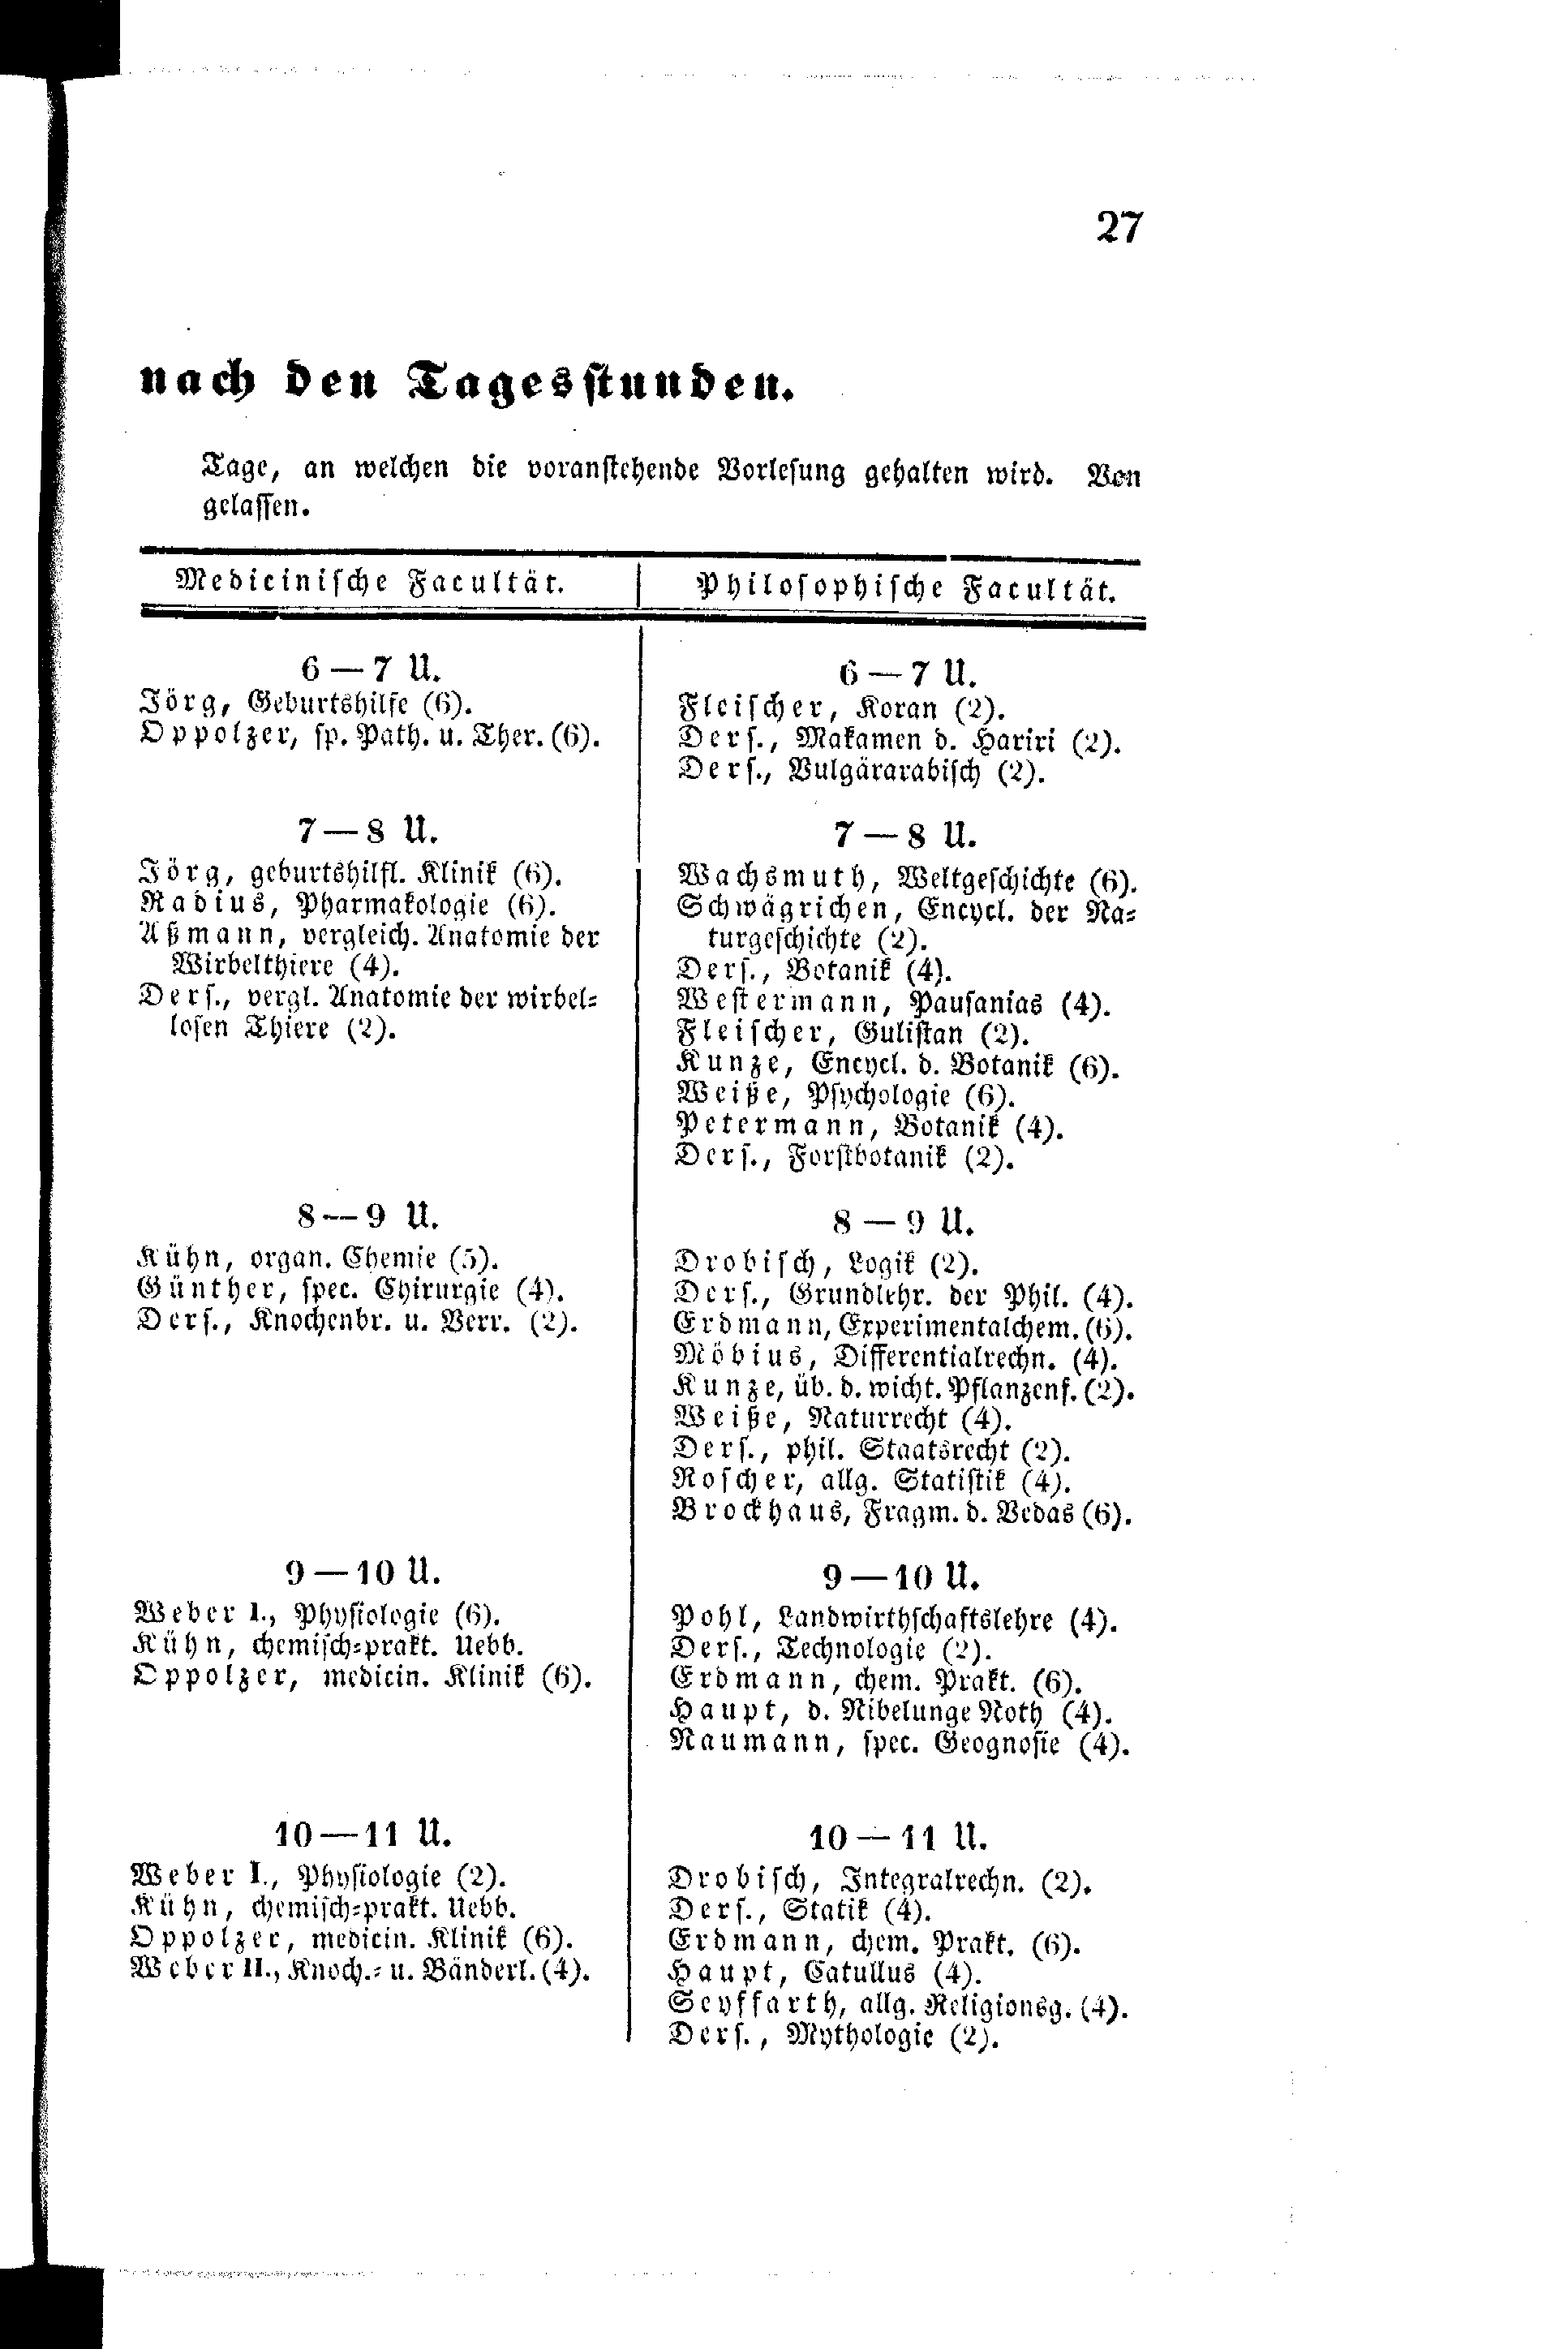 27
nach den Tagesstunden.
Tage, an welchen die voranstehende Vorlesung gehalten wird. Von
gelassen.
Medicinische Facultät.
6 — 7 U.
Jörg, Geburtshilfe (6).
Oppolzer, sp. Path. u. Ther. (6).
7 — 8 U.
Jörg, geburtshilfl. Klinik (6).
Radius, Pharmakologie (6).
Aßmann, vergleich. Anatomie der
Wirbelthiere (4).
Ders., vergl. Anatomie der wirbel-
losen Thiere (2).
8 — 9 U.
Kühn, organ. Chemie (5).
Günther, spec. Chirurgie (4).
Ders., Knochenbr. u. Verr. (2).
9 — 10 U.
Weber I., Physiologie (6).
Kühn, chemisch-prakt. Uebb.
Oppolzer, medicin. Klinik (6).
10 — 11 U.
Weber I., Physiologie (2).
Kühn, chemisch-prakt. Uebb.
Oppolzer, medicin. Klinik (6).
Weber II., Knoch.- u. Bänderl. (4).
Philosophische Facultät.
6 — 7 U.
Fleischer, Koran (2).
Ders., Makamen d. Hariri (2).
Ders., Vulgärarabisch (2).
7 — 8 U.
Wachsmuth, Weltgeschichte (6).
Schwägrichen, Encycl. der Na-
turgeschichte (2).
Ders., Botanik (4).
Westermann, Pausanias (4).
Fleischer, Gulistan (2).
Kunze, Encycl. d. Botanik (6).
Weiße, Psychologie (6).
Petermann, Botanik (4).
Ders., Forstbotanik (2).
8 — 9 U.
Drobisch, Logik (2).
Ders., Grundlehr. der Phil. (4).
Erdmann, Experimentalchem. (6).
Möbius, Differentialrechn. (4).
Kunze, üb. d. wicht. Pflanzenf. (2).
Weiße, Naturrecht (4).
Ders., phil. Staatsrecht (2).
Roscher, allg. Statistik (4).
Brockhaus, Fragm. d. Vedas (6).
9 — 10 U.
Pohl, Landwirthschaftslehre (4).
Ders., Technologie (2).
Erdmann, chem. Prakt. (6).
Haupt, d. Nibelunge Noth (4).
Naumann, spec. Geognosie (4).
10 — 11 U.
Drobisch, Integralrechn. (2).
Ders., Statik (4).
Erdmann, chem. Prakt. (6).
Haupt, Catullus (4).
Seyffarth, allg. Religionsg. (4).
Ders., Mythologie (2).